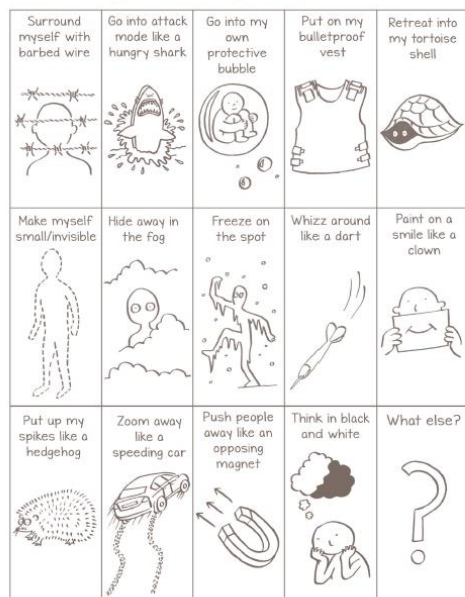 Surround
myself with
barbed wire
Go into attack
mode like a
hungry shark
Go into my
own
protective
bubble
Put on my
bulletproof
vest
Retreat into
my tortoise
shell
Make myself
small/invisible
Hide away in
the fog
Freeze on
the spot
Whizz around
like a dart
Paint on a
smile like a
clown
Put up my
spikes like a
hedgehog
Zoom away
like a
speeding car
Push people
away like an
opposing
magnet
Think in black
and white
What else?